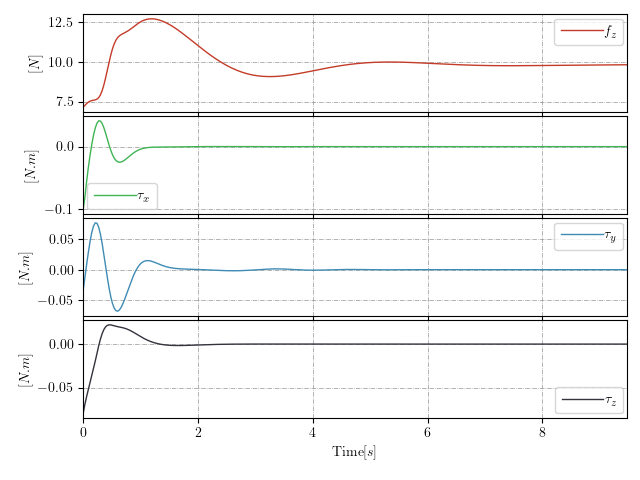 12.5
10.0
7.5
[N]
f_z
0.0
−0.1
[N.m]
τ_x
0.05
0.00
−0.05
[N.m]
τ_y
0.00
−0.05
[N.m]
τ_z
0 2 4 6 8
Time[s]